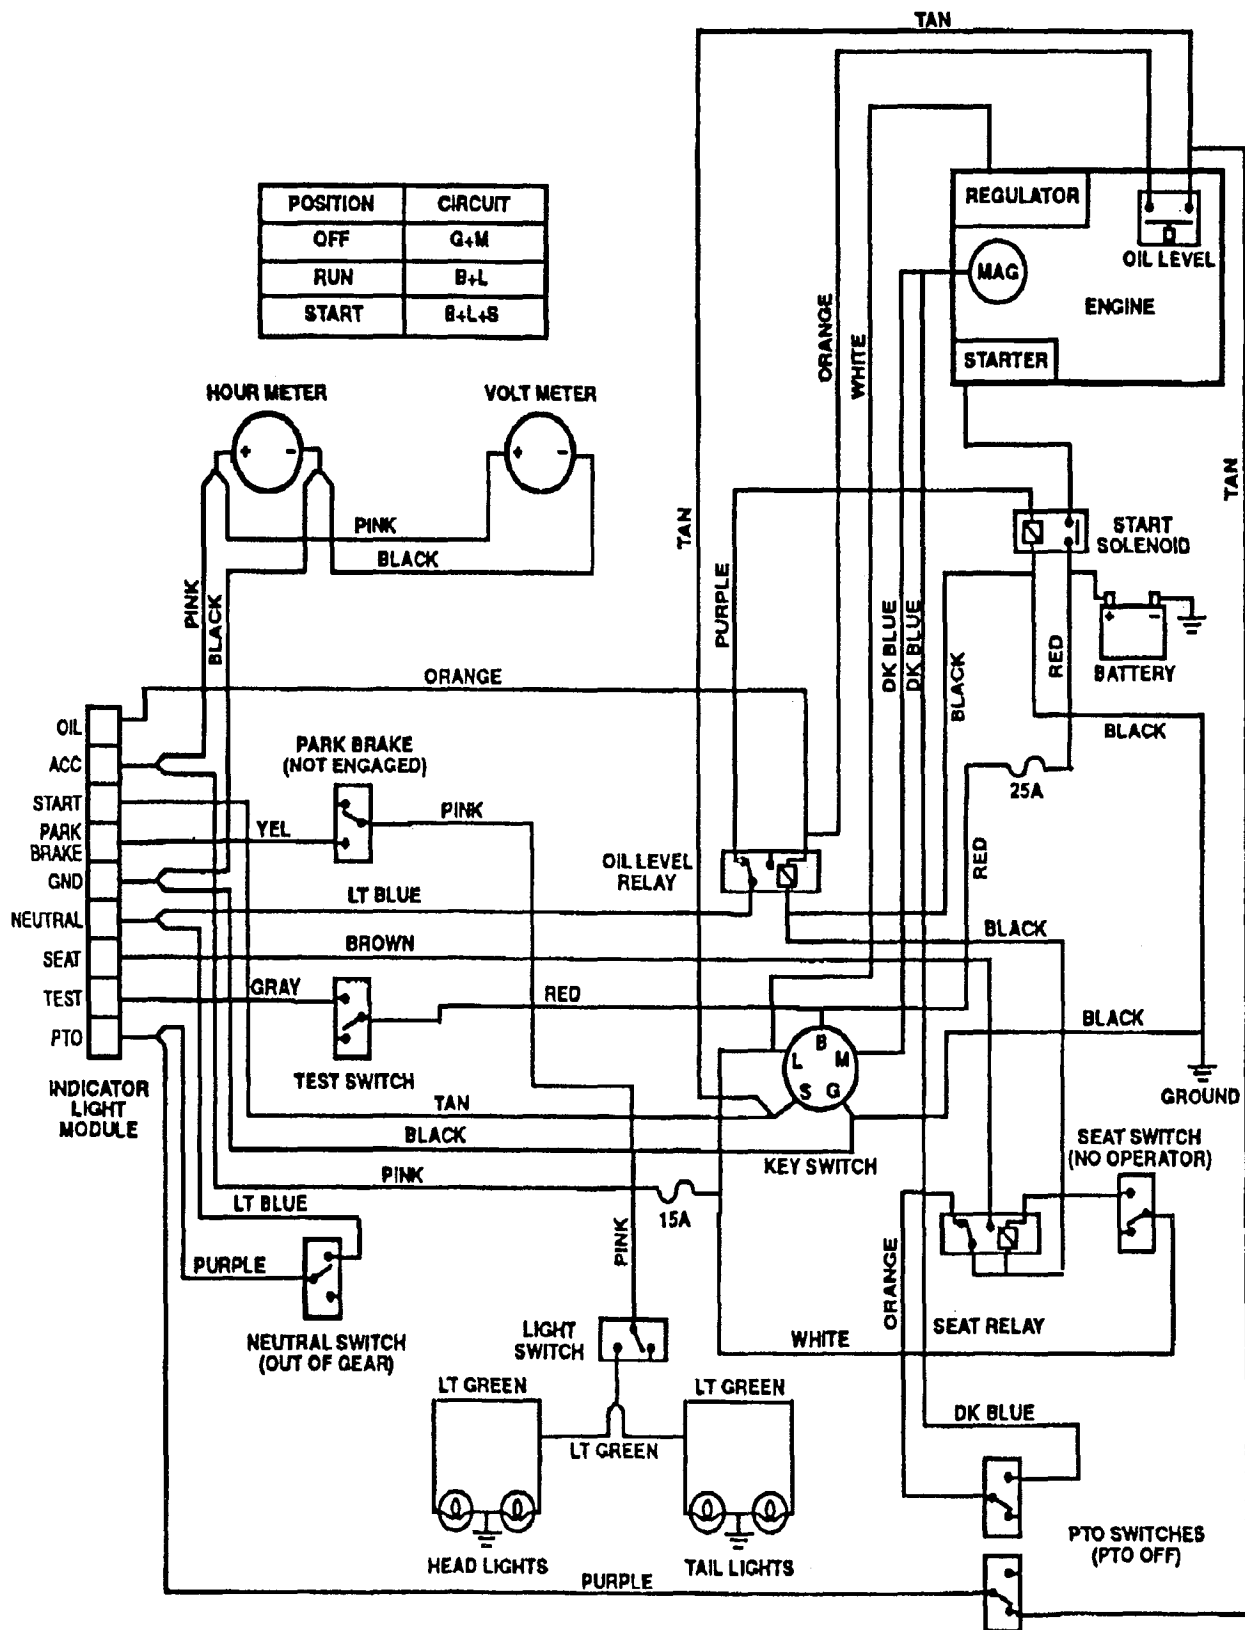 TAN
REGULATOR
OIL LEVEL
MAG
ENGINE
STARTER
POSITION CIRCUIT
OFF G+M
RUN B+L
START B+L+S
ORANGE
WHITE
HOUR METER
VOLT METER
+ -
+ -
PINK
BLACK
TAN
TAN
START
SOLENOID
PINK
BLACK
PURPLE
DK BLUE
DK BLUE
BLACK
RED
+ -
BATTERY
ORANGE
BLACK
OIL
ACC
START
PARK
BRAKE
GND
NEUTRAL
SEAT
TEST
PTO
INDICATOR
LIGHT
MODULE
PARK BRAKE
(NOT ENGAGED)
YEL
PINK
25A
RED
OIL LEVEL
RELAY
LT BLUE
BLACK
BROWN
GRAY
RED
BLACK
TEST SWITCH
B
L
M
S
G
KEY SWITCH
GROUND
TAN
BLACK
PINK
15A
SEAT SWITCH
(NO OPERATOR)
LT BLUE
PURPLE
PINK
ORANGE
NEUTRAL SWITCH
(OUT OF GEAR)
LIGHT
SWITCH
SEAT RELAY
WHITE
LT GREEN
LT GREEN
LT GREEN
DK BLUE
HEAD LIGHTS
TAIL LIGHTS
PTO SWITCHES
(PTO OFF)
PURPLE